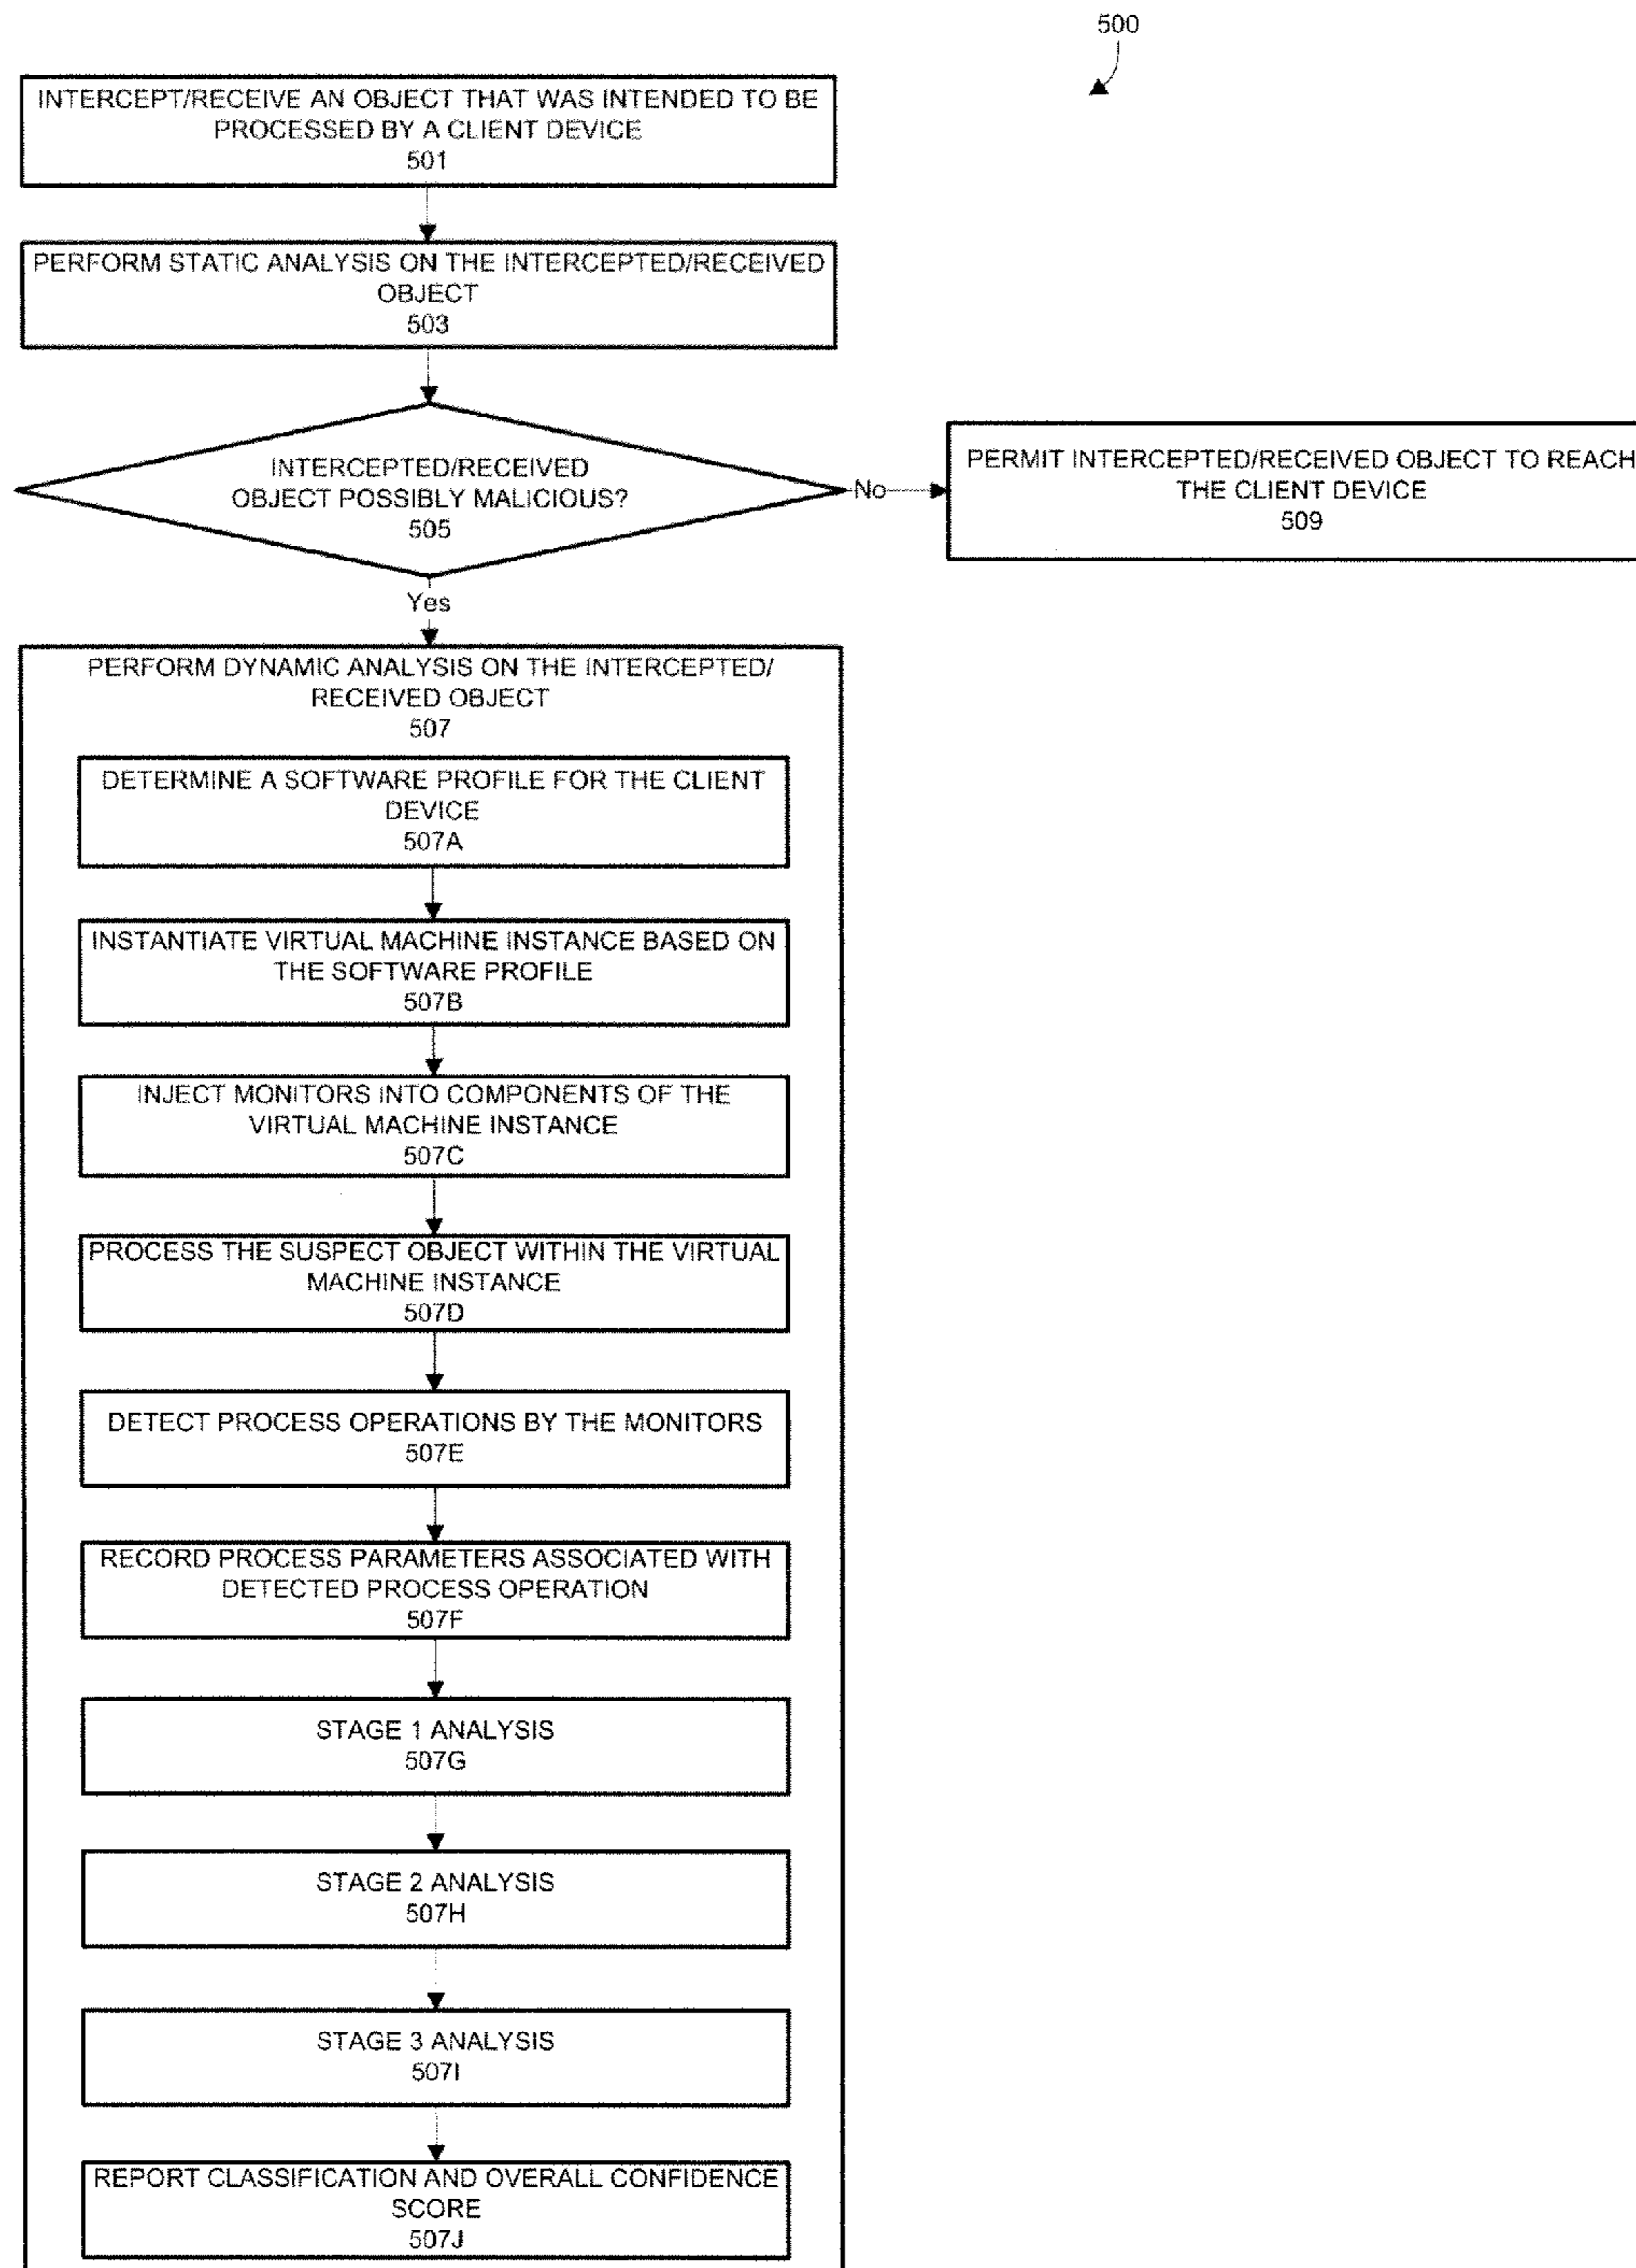 500
INTERCEPT/RECEIVE AN OBJECT THAT WAS INTENDED TO BE
PROCESSED BY A CLIENT DEVICE
501
PERFORM STATIC ANALYSIS ON THE INTERCEPTED/RECEIVED
OBJECT
503
INTERCEPTED/RECEIVED
OBJECT POSSIBLY MALICIOUS?
505
No
PERMIT INTERCEPTED/RECEIVED OBJECT TO REACH
THE CLIENT DEVICE
509
Yes
PERFORM DYNAMIC ANALYSIS ON THE INTERCEPTED/
RECEIVED OBJECT
507
DETERMINE A SOFTWARE PROFILE FOR THE CLIENT
DEVICE
507A
INSTANTIATE VIRTUAL MACHINE INSTANCE BASED ON
THE SOFTWARE PROFILE
507B
INJECT MONITORS INTO COMPONENTS OF THE
VIRTUAL MACHINE INSTANCE
507C
PROCESS THE SUSPECT OBJECT WITHIN THE VIRTUAL
MACHINE INSTANCE
507D
DETECT PROCESS OPERATIONS BY THE MONITORS
507E
RECORD PROCESS PARAMETERS ASSOCIATED WITH
DETECTED PROCESS OPERATION
507F
STAGE 1 ANALYSIS
507G
STAGE 2 ANALYSIS
507H
STAGE 3 ANALYSIS
507I
REPORT CLASSIFICATION AND OVERALL CONFIDENCE
SCORE
507J